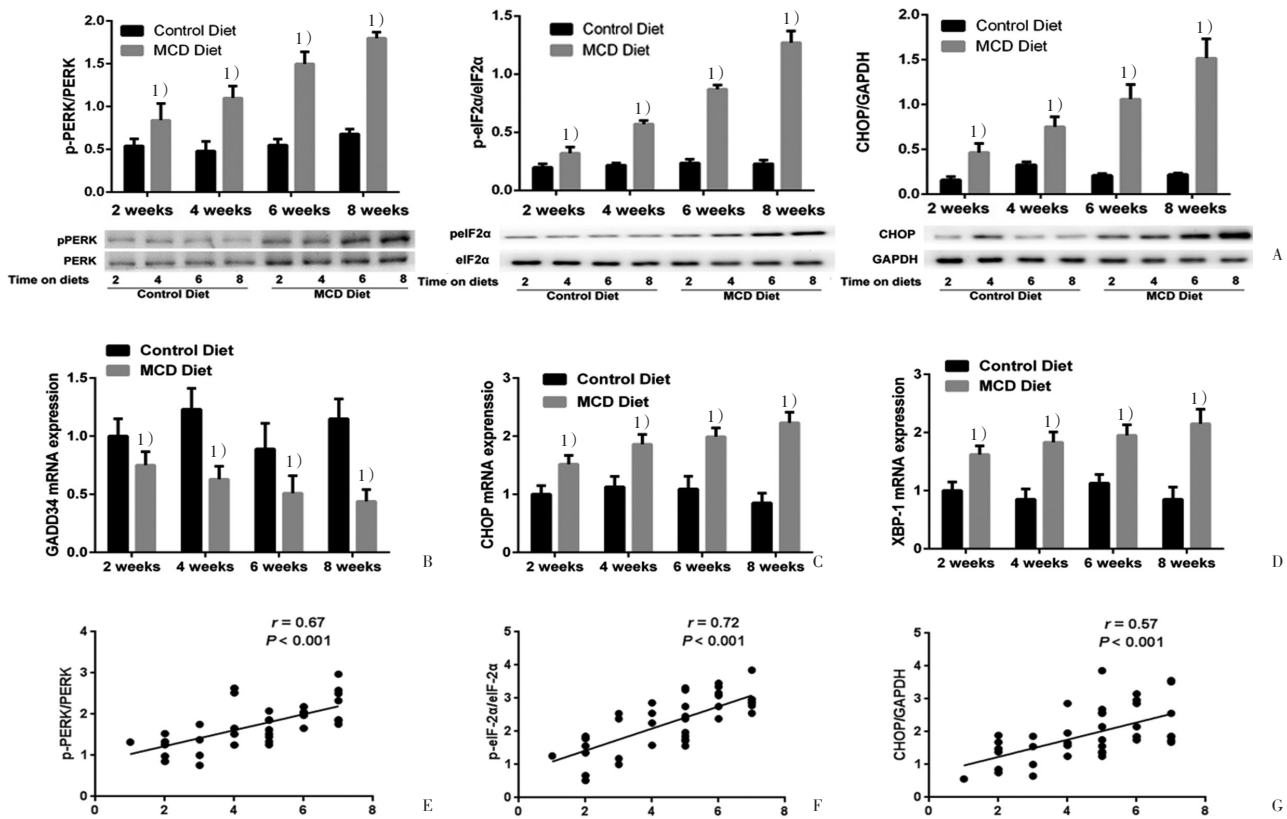 Control Diet
MCD Diet
p-PERK/PERK
2.0
1.5
1.0
0.5
0.0
1)
1)
1)
1)
2 weeks 4 weeks 6 weeks 8 weeks
pPERK
PERK
Time on diets 2 4 6 8 2 4 6 8
Control Diet MCD Diet
Control Diet
MCD Diet
p-eIF2α/eIF2α
1.5
1.0
0.5
0.0
1)
1)
1)
1)
2 weeks 4 weeks 6 weeks 8 weeks
peIF2α
eIF2α
Time on diets 2 4 6 8 2 4 6 8
Control Diet MCD Diet
Control Diet
MCD Diet
CHOP/GAPDH
2.0
1.5
1.0
0.5
0.0
1)
1)
1)
1)
2 weeks 4 weeks 6 weeks 8 weeks
CHOP
GAPDH
Time on diets 2 4 6 8 2 4 6 8
Control Diet MCD Diet
A
Control Diet
MCD Diet
GADD34 mRNA expression
1.5
1.0
0.5
0.0
1)
1)
1)
1)
2 weeks 4 weeks 6 weeks 8 weeks
B
Control Diet
MCD Diet
CHOP mRNA exprenssio
3
2
1
0
1)
1)
1)
1)
2 weeks 4 weeks 6 weeks 8 weeks
C
Control Diet
MCD Diet
XBP-1 mRNA expression
3
2
1
0
1)
1)
1)
1)
2 weeks 4 weeks 6 weeks 8 weeks
D
r = 0.67
P < 0.001
p-PERK/PERK
4
3
2
1
0
0 2 4 6 8
E
r = 0.72
P < 0.001
p-eIF-2α/eIF-2α
5
4
3
2
1
0
0 2 4 6 8
F
r = 0.57
P < 0.001
CHOP/GAPDH
5
4
3
2
1
0
0 2 4 6 8
G